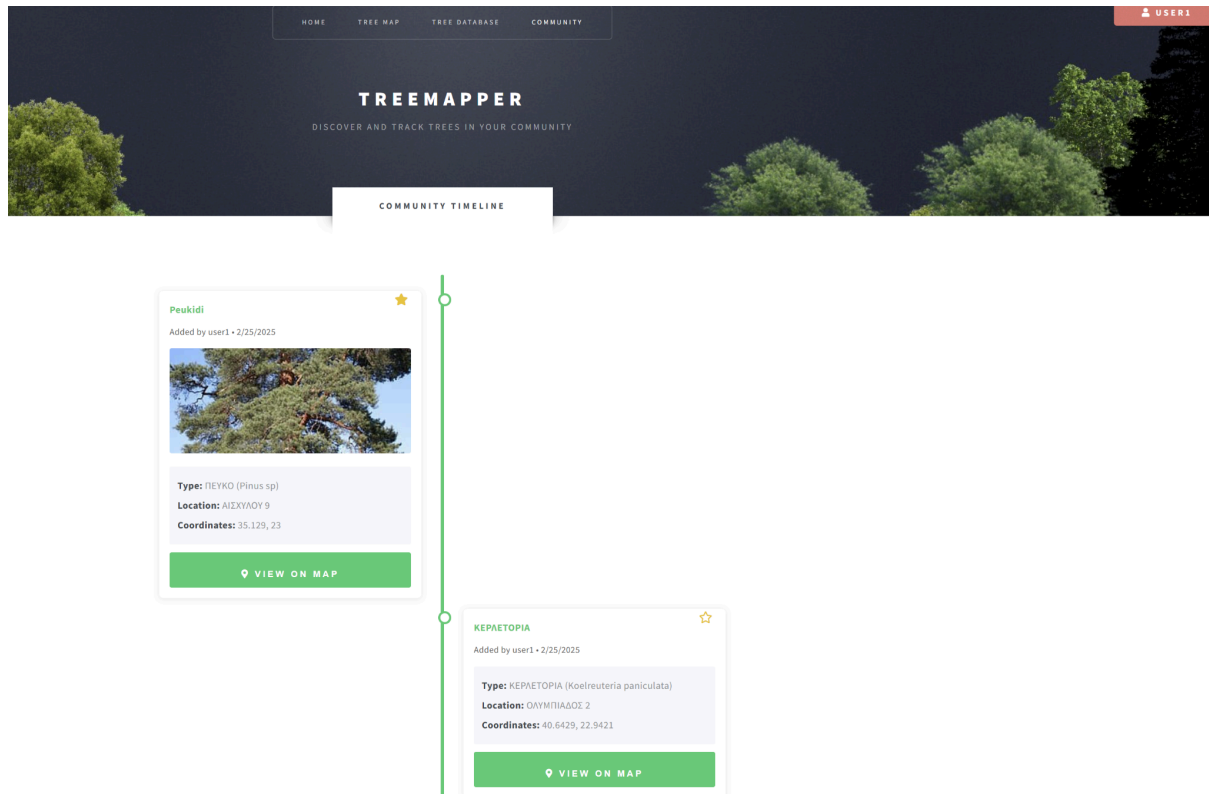 HOME TREE MAP TREE DATABASE COMMUNITY
USER1
TREEMAPPER
DISCOVER AND TRACK TREES IN YOUR COMMUNITY
COMMUNITY TIMELINE
Peukidi
Added by user1 • 2/25/2025
Type: ΠΕΥΚΟ (Pinus sp)
Location: ΑΙΣΧΥΛΟΥ 9
Coordinates: 35.129, 23
VIEW ON MAP
ΚΕΡΛΕΤΟΡΙΑ
Added by user1 • 2/25/2025
Type: ΚΕΡΛΕΤΟΡΙΑ (Koelreuteria paniculata)
Location: ΟΛΥΜΠΙΑΔΟΣ 2
Coordinates: 40.6429, 22.9421
VIEW ON MAP